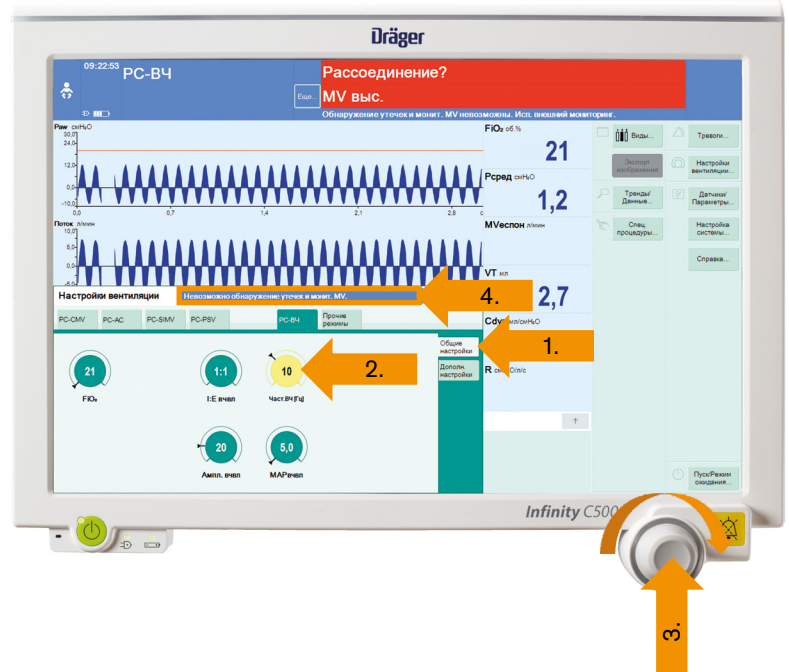 Dräger
09:22:53
РС-ВЧ
Рассоединение?
Еще...
MV выс.
Обнаружение утечек и монит. MV невозможны. Исп. внешний мониторинг.
Paw смH₂O
30,0
24,0
12,0
0,0
-10,0
0,0
0,7
1,4
2,1
2,8
Поток л/мин
10,0
5,0
0,0
-5,0
FiO₂ об.%
21
Pсред смH₂O
1,2
MVеспон л/мин
VT мл
2,7
мл/смH₂O
R
Виды...
Тревоги...
Экспорт
изображения
Настройки
вентиляции...
Тренды/
Данные...
Датчики/
Параметры...
Спец.
процедуры...
Настройка
системы...
Справка...
Настройки вентиляции
Невозможно обнаружение утечек и монит. MV.
4.
PC-CMV
PC-AC
PC-SIMV
PC-PSV
РС-ВЧ
Прочие
режимы
Общие
настройки
1.
Дополн.
настройки
21
FiO₂
1:1
I:E вчвл
10
Част.ВЧ [Гц]
2.
20
Ампл. вчвл
5,0
MAPвчвл
Пуск/Режим
ожидания...
Infinity C500
3.